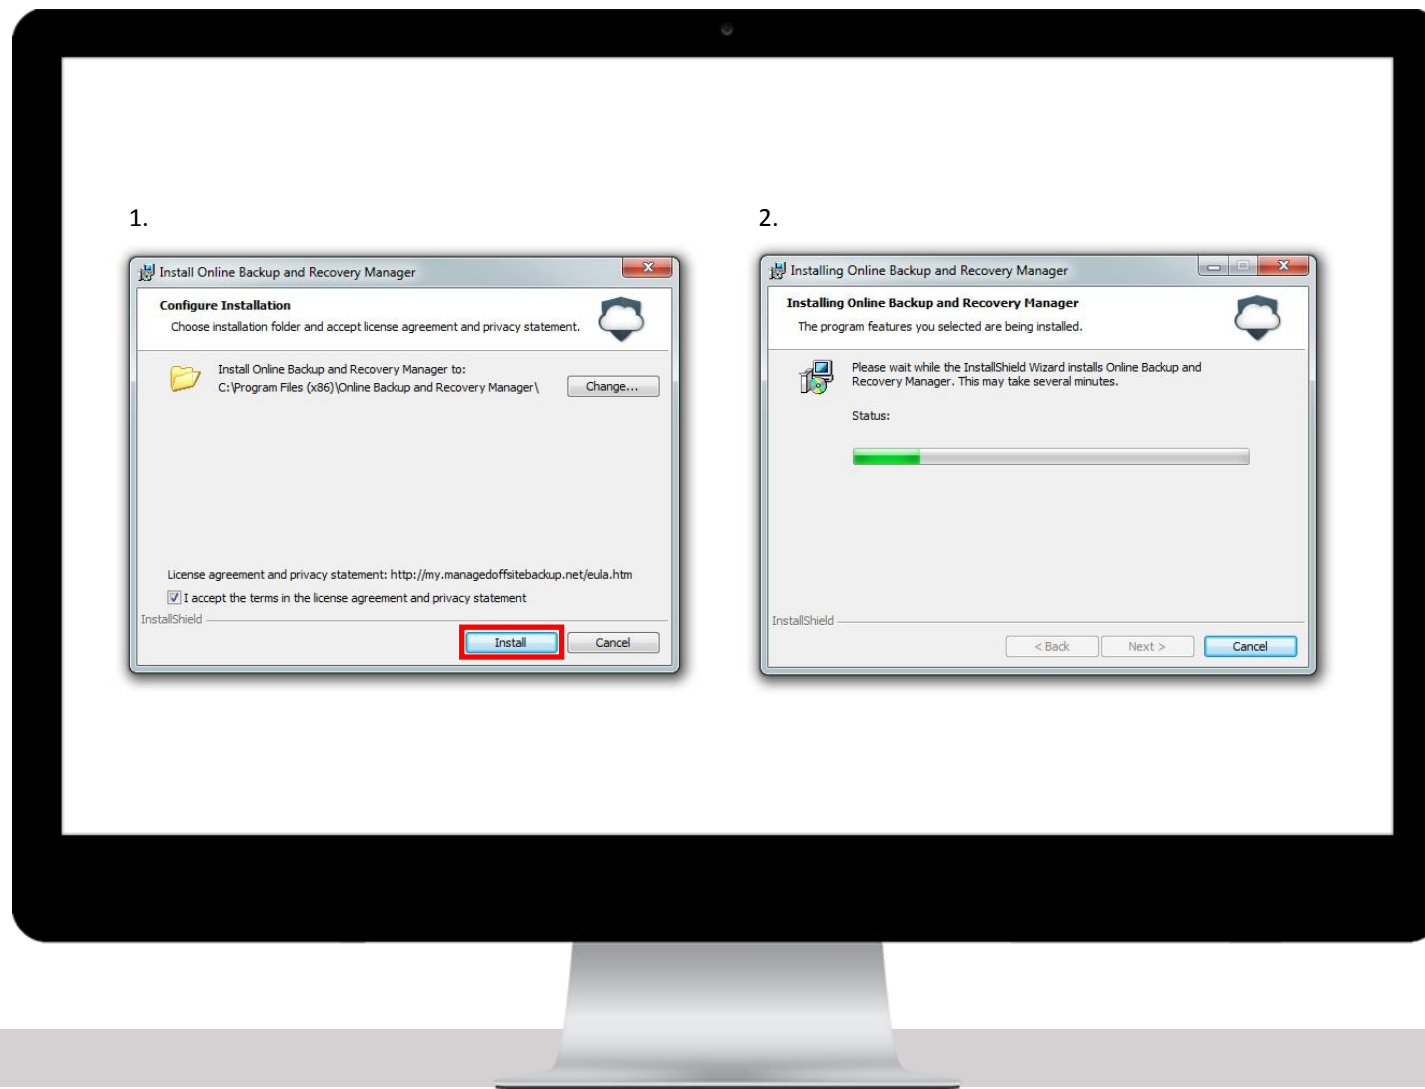 1.
Install Online Backup and Recovery Manager
Configure Installation
Choose installation folder and accept license agreement and privacy statement.
Install Online Backup and Recovery Manager to:
C:\Program Files (x86)\Online Backup and Recovery Manager\
Change...
License agreement and privacy statement: http://my.managedoffsitebackup.net/eula.htm
I accept the terms in the license agreement and privacy statement
InstallShield
Install
Cancel
2.
Installing Online Backup and Recovery Manager
Installing Online Backup and Recovery Manager
The program features you selected are being installed.
Please wait while the InstallShield Wizard installs Online Backup and
Recovery Manager. This may take several minutes.
Status:
InstallShield
< Back
Next >
Cancel